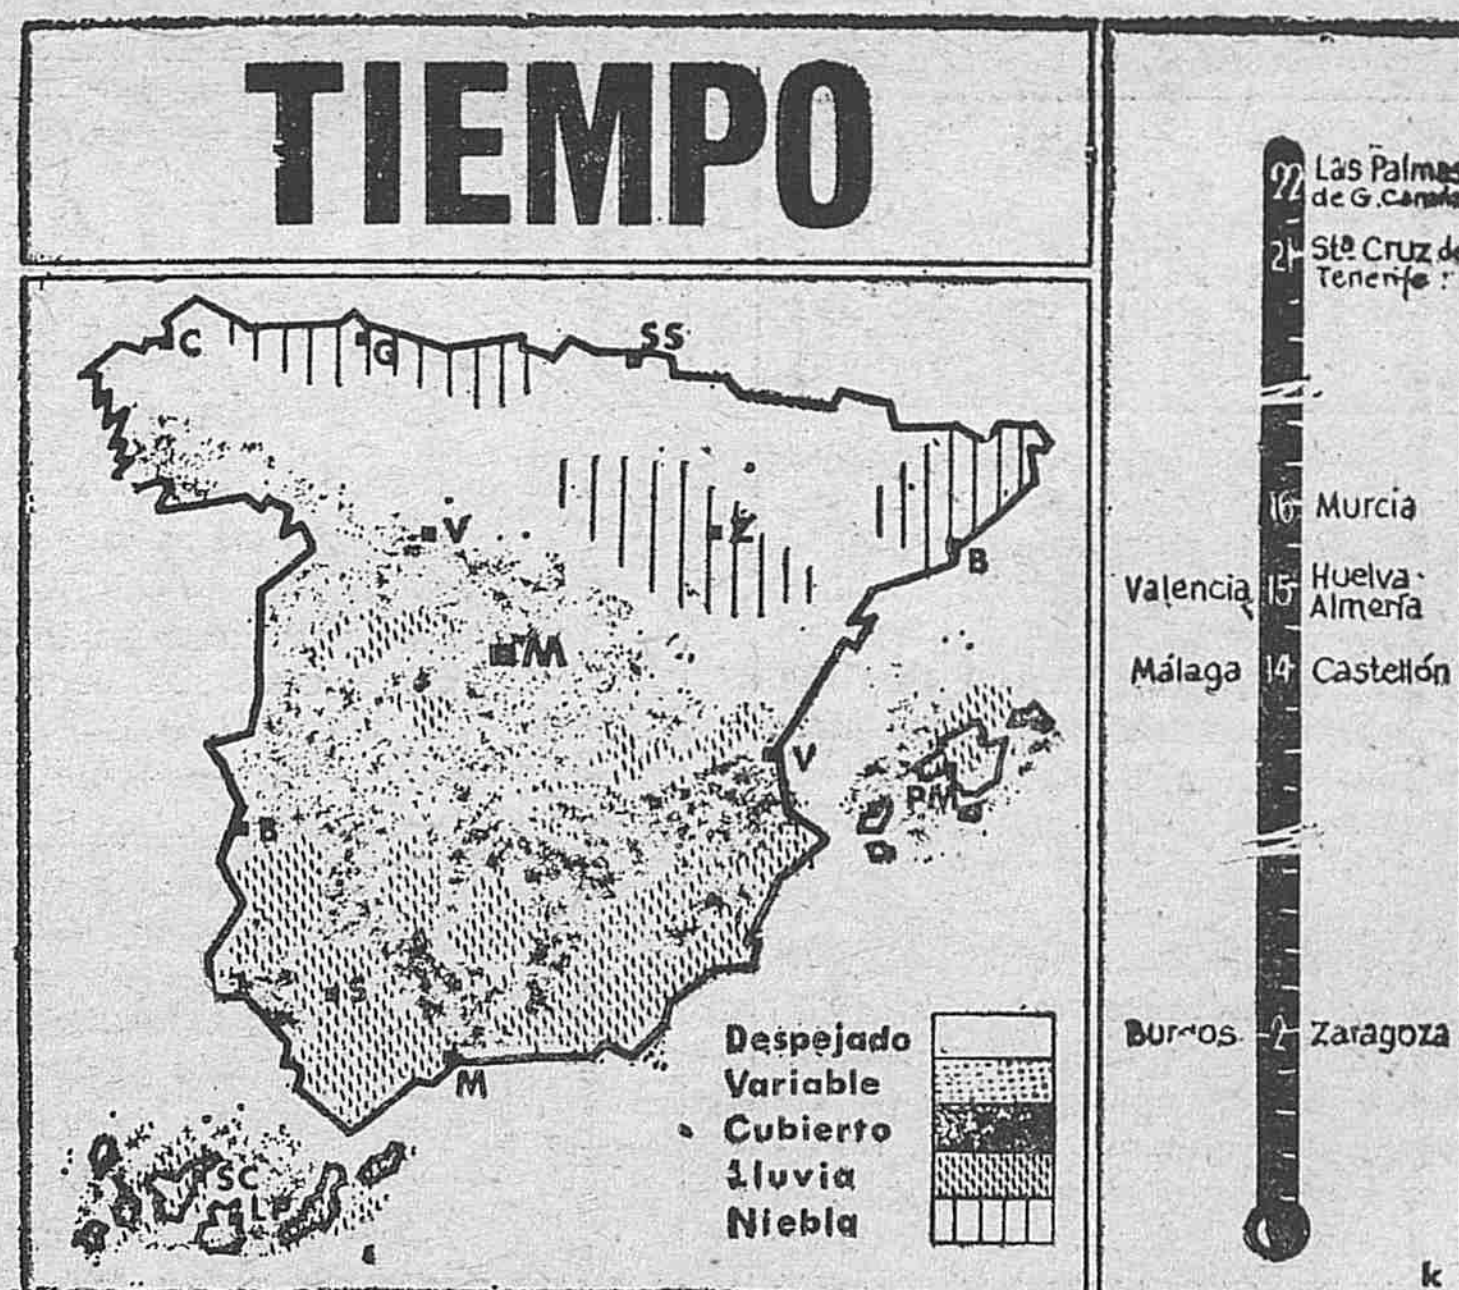 TIEMPO
C
G
SS
V
Z
B
M
V
PM
B
S
M
SC
LP
Despejado
Variable
Cubierto
Lluvia
Niebla
22 Las Palmas
de G. Canaria
21 Stª Cruz de
Tenerife
16 Murcia
Valencia 15 Huelva
Almería
Málaga 14 Castellón
Burgos 2 Zaragoza
k